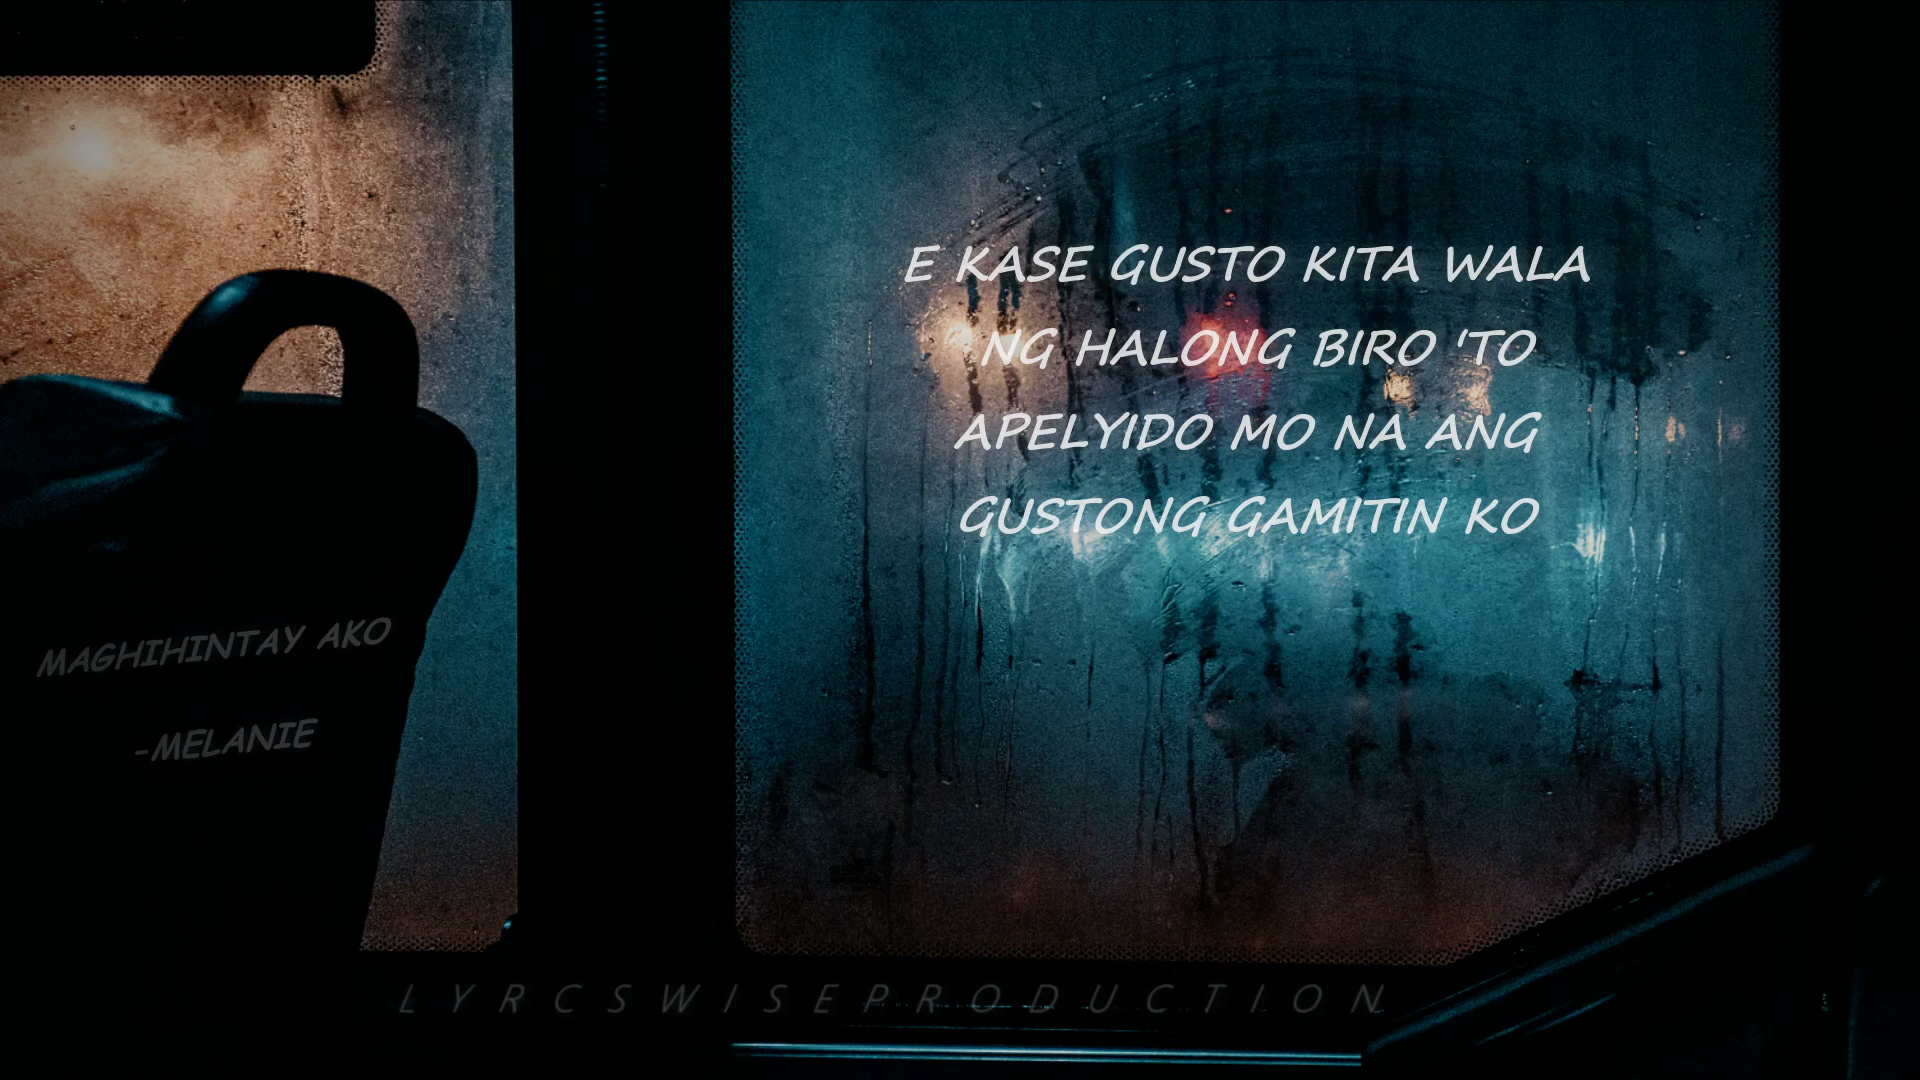 E KASE GUSTO KITA WALA
NG HALONG BIRO 'TO
APELYIDO MO NA ANG
GUSTONG GAMITIN KO
MAGHIHINTAY AKO
-MELANIE
LYRCSWISEPRODUCTION